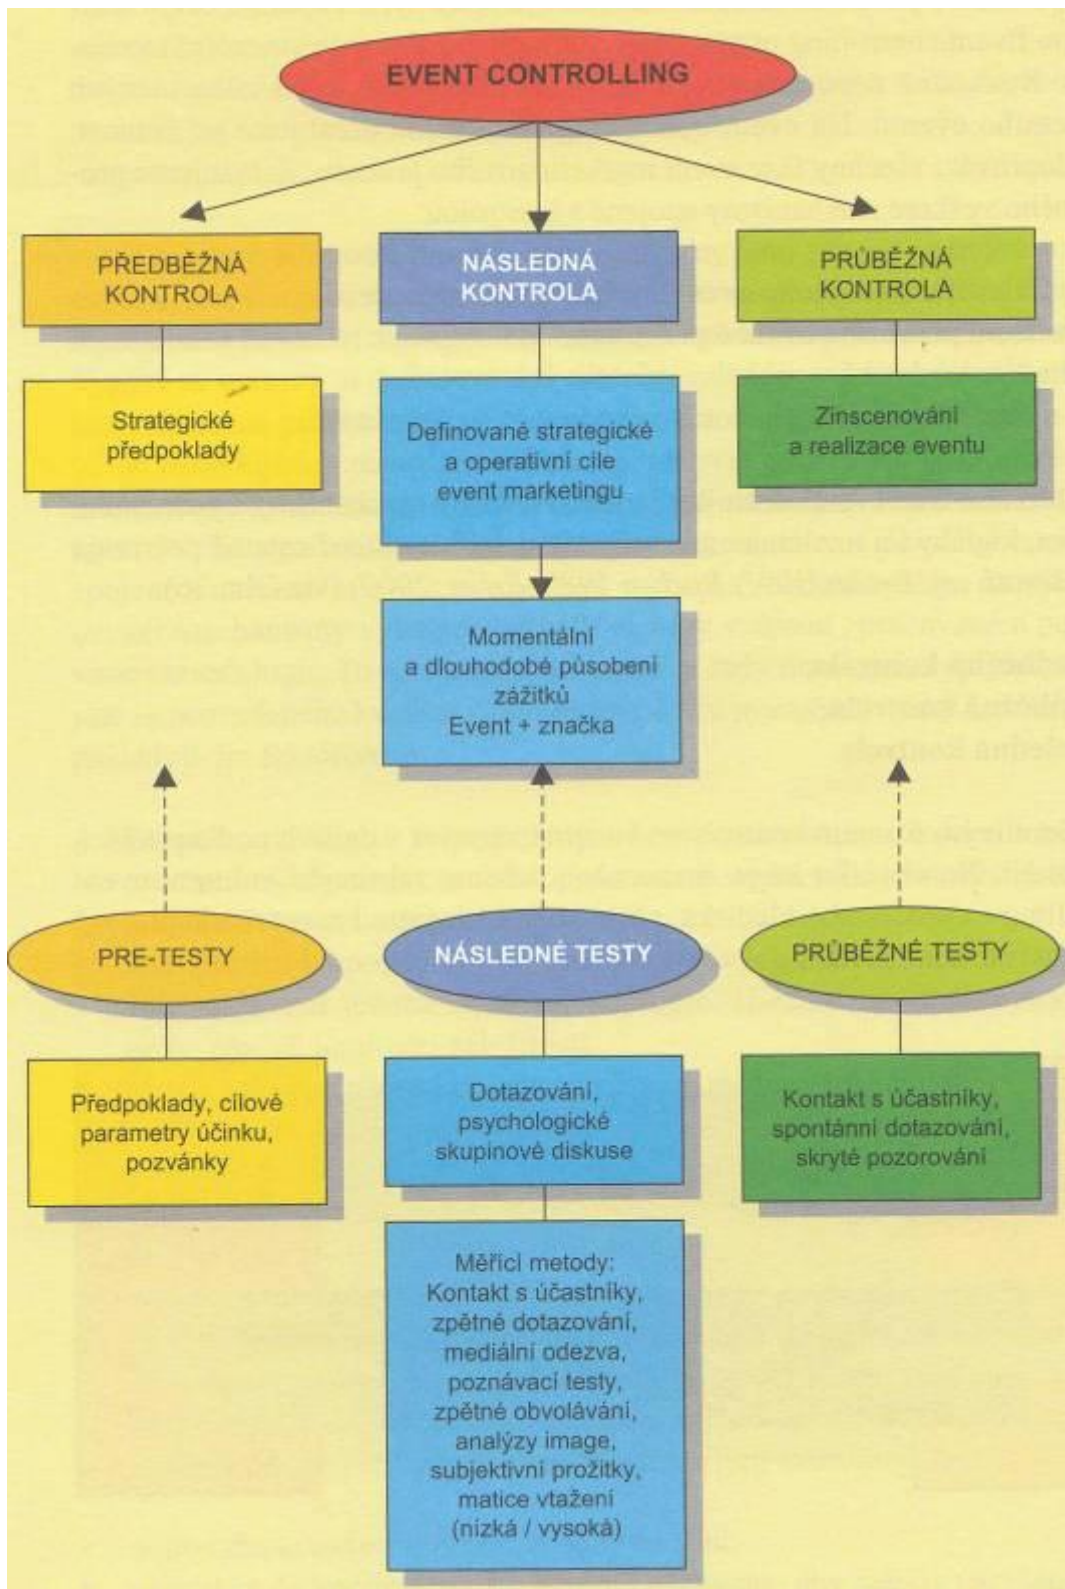 EVENT CONTROLLING
PŘEDBĚŽNÁ
KONTROLA
NÁSLEDNÁ
KONTROLA
PRŮBĚŽNÁ
KONTROLA
Strategické
předpoklady
Definované strategické
a operativní cíle
event marketingu
Zinscenování
a realizace eventu
Momentální
a dlouhodobé působení
zážitků
Event + značka
PRE-TESTY
NÁSLEDNÉ TESTY
PRŮBĚŽNÉ TESTY
Předpoklady, cílové
parametry účinku,
pozvánky
Dotazování,
psychologické
skupinové diskuse
Kontakt s účastníky,
spontánní dotazování,
skryté pozorování
Měřící metody:
Kontakt s účastníky,
zpětné dotazování,
mediální odezva,
poznávací testy,
zpětné obvolávání,
analýzy image,
subjektivní prožitky,
matice vtažení
(nízká / vysoká)